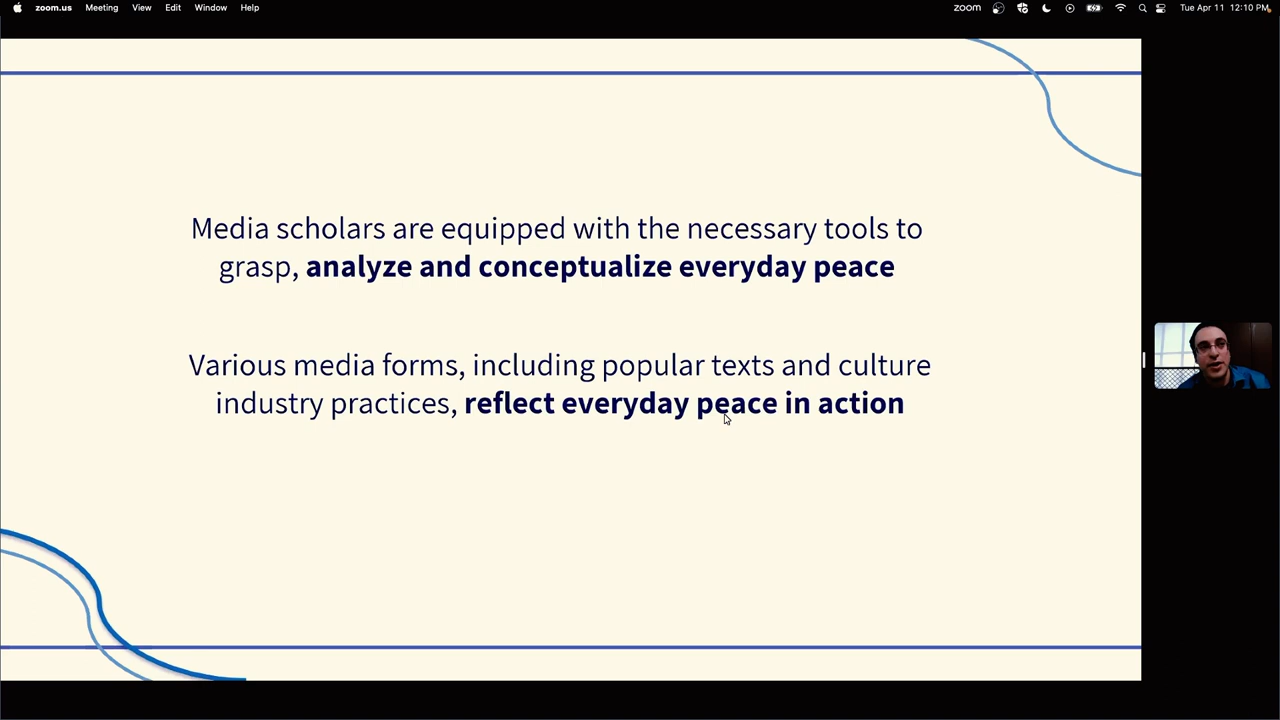 zoom.us Meeting View Edit Window Help zoom Tue Apr 11 12:10 PM
Media scholars are equipped with the necessary tools to
grasp, analyze and conceptualize everyday peace
Various media forms, including popular texts and culture
industry practices, reflect everyday peace in action